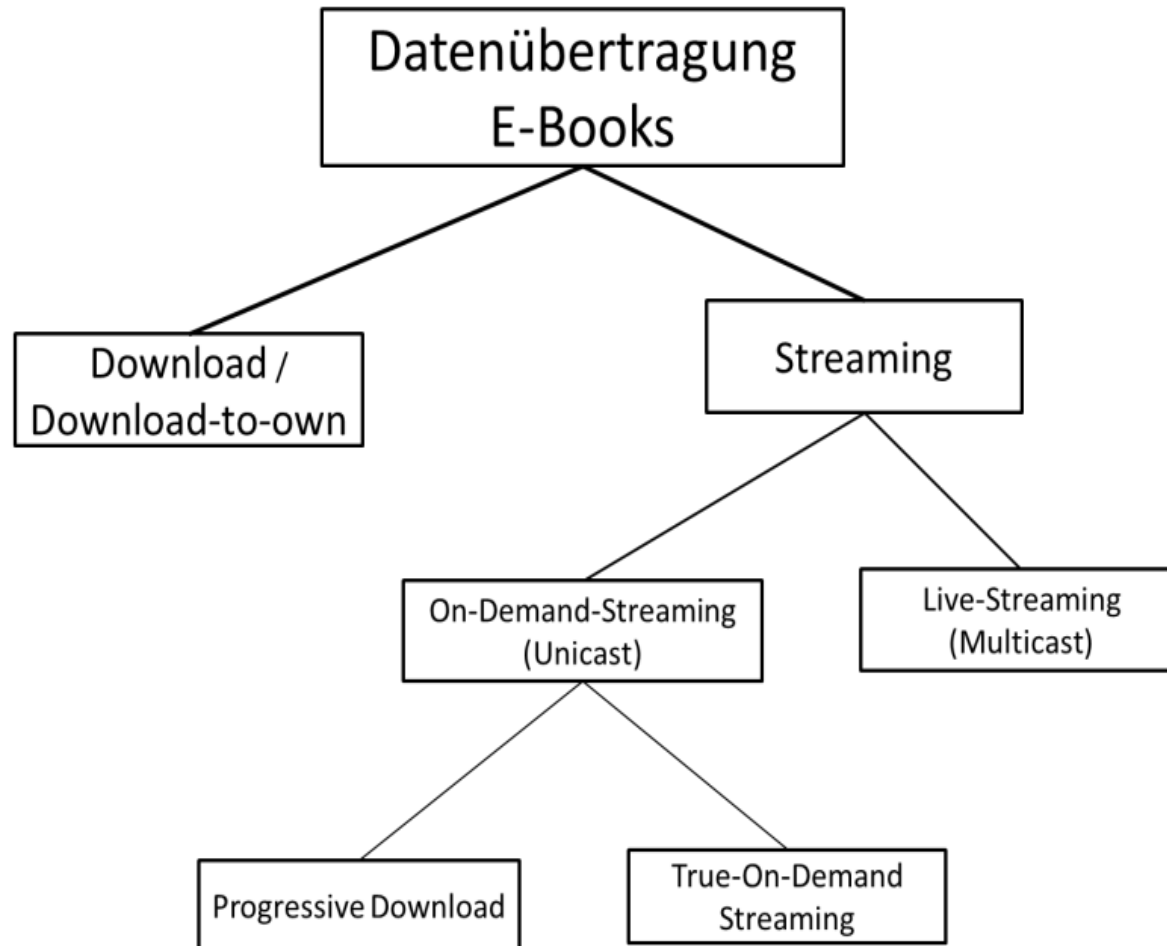 Datenübertragung
E-Books
Download /
Download-to-own
Streaming
On-Demand-Streaming
(Unicast)
Live-Streaming
(Multicast)
Progressive Download
True-On-Demand
Streaming